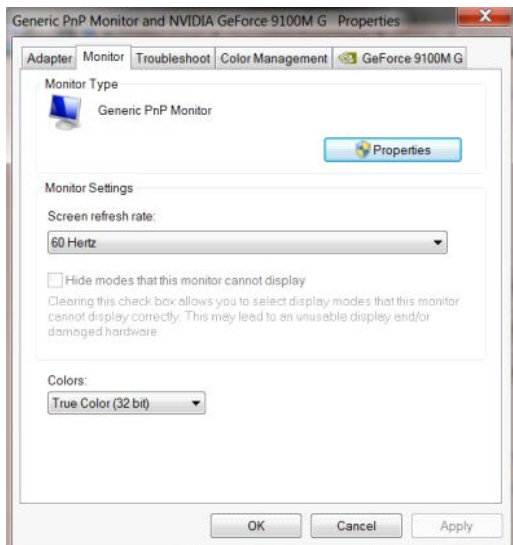 Generic PnP Monitor and NVIDIA GeForce 9100M G Properties
X
Adapter Monitor Troubleshoot Color Management GeForce 9100M G
Monitor Type
Generic PnP Monitor
Properties
Monitor Settings
Screen refresh rate:
60 Hertz
Hide modes that this monitor cannot display
Clearing this check box allows you to select display modes that this monitor
cannot display correctly. This may lead to an unusable display and/or
damaged hardware.
Colors:
True Color (32 bit)
OK Cancel Apply